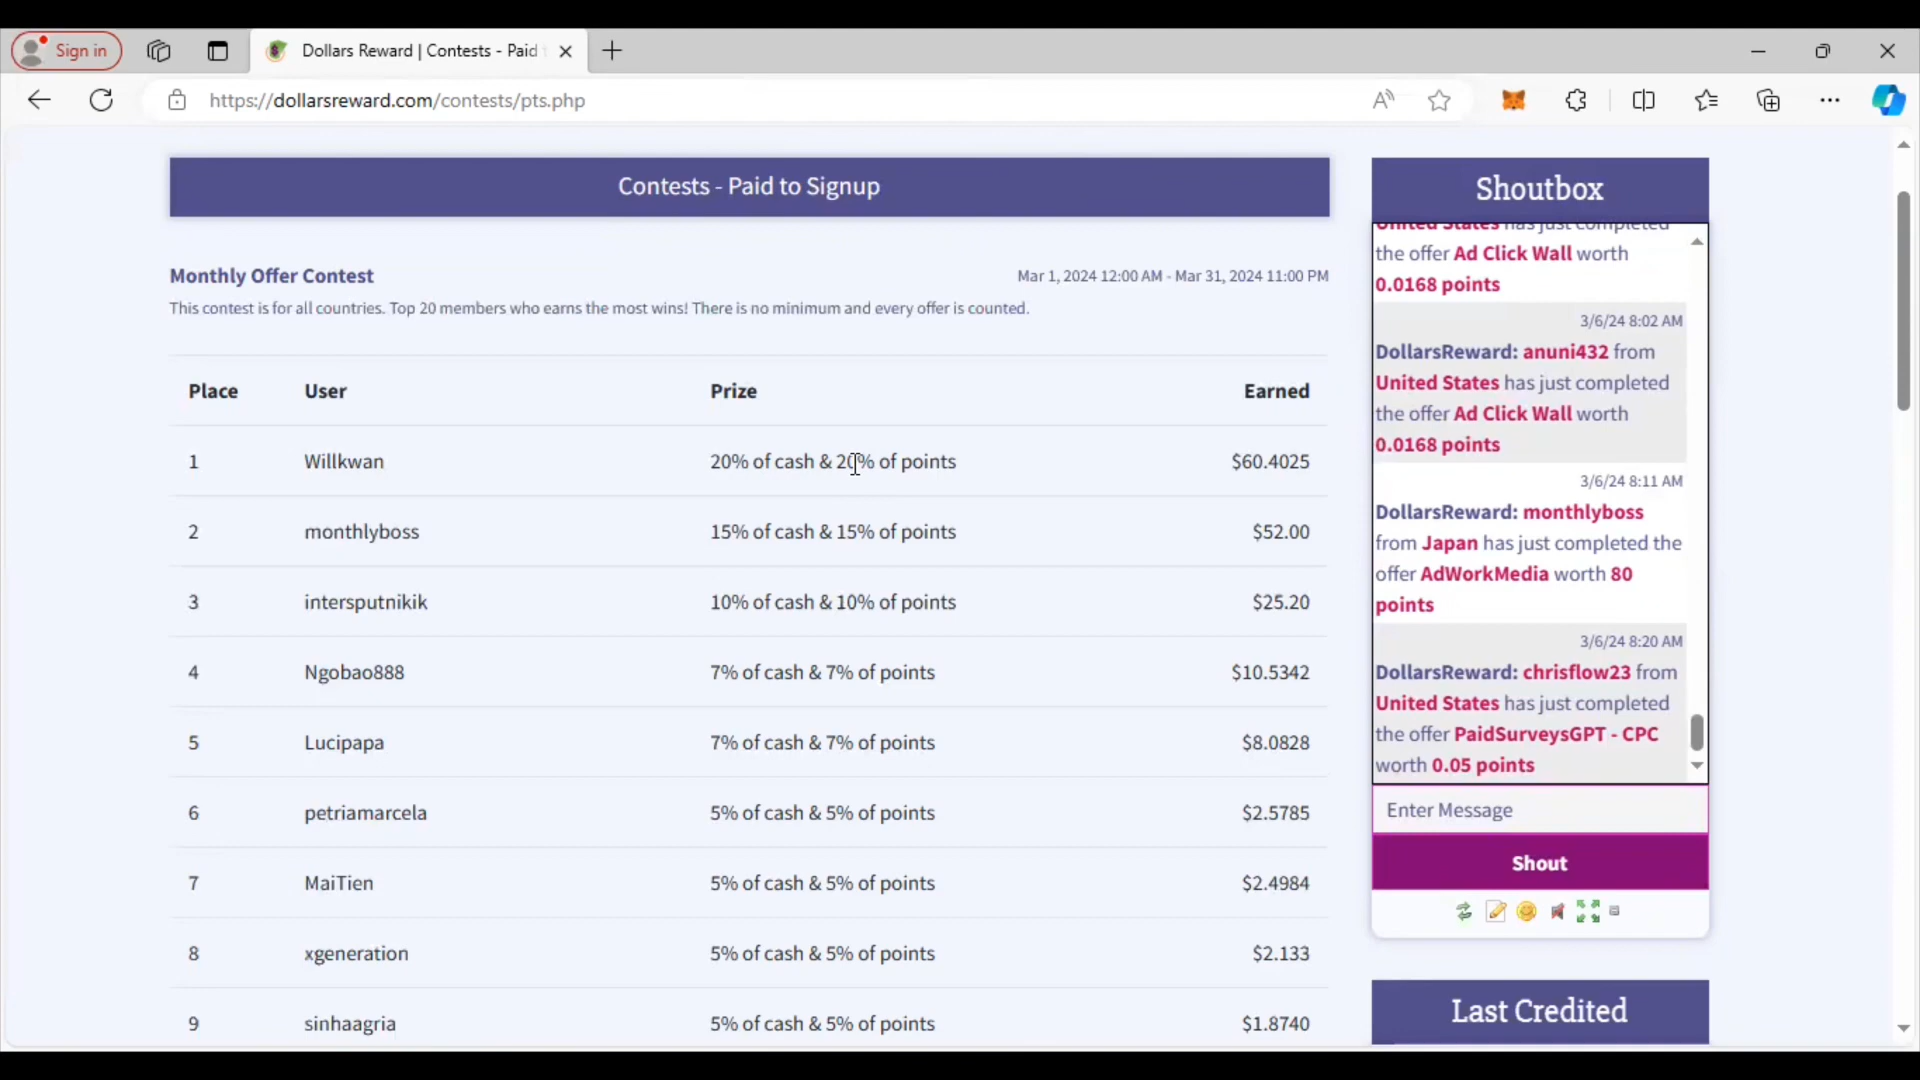 Sign in
Dollars Reward | Contests - Paid
https://dollarsreward.com/contests/pts.php
Contests - Paid to Signup
Monthly Offer Contest
Mar 1, 2024 12:00 AM - Mar 31, 2024 11:00 PM
This contest is for all countries. Top 20 members who earns the most wins! There is no minimum and every offer is counted.
Place User Prize Earned
1 Willkwan 20% of cash & 20% of points $60.4025
2 monthlyboss 15% of cash & 15% of points $52.00
3 intersputnikik 10% of cash & 10% of points $25.20
4 Ngobao888 7% of cash & 7% of points $10.5342
5 Lucipapa 7% of cash & 7% of points $8.0828
6 petriamarcela 5% of cash & 5% of points $2.5785
7 MaiTien 5% of cash & 5% of points $2.4984
8 xgeneration 5% of cash & 5% of points $2.133
9 sinhaagria 5% of cash & 5% of points $1.8740
Shoutbox
United States has just completed
the offer Ad Click Wall worth
0.0168 points
3/6/24 8:02 AM
DollarsReward: anuni432 from
United States has just completed
the offer Ad Click Wall worth
0.0168 points
3/6/24 8:11 AM
DollarsReward: monthlyboss
from Japan has just completed the
offer AdWorkMedia worth 80
points
3/6/24 8:20 AM
DollarsReward: chrisflow23 from
United States has just completed
the offer PaidSurveysGPT - CPC
worth 0.05 points
Enter Message
Shout
Last Credited